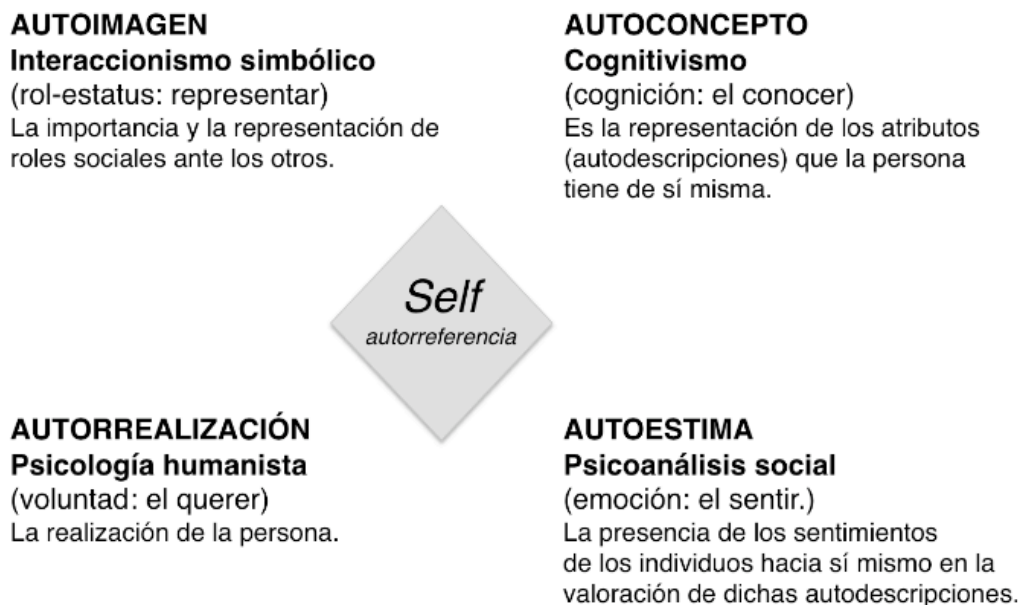 AUTOIMAGEN
Interaccionismo simbólico
(rol-estatus: representar)
La importancia y la representación de
roles sociales ante los otros.
AUTOCONCEPTO
Cognitivismo
(cognición: el conocer)
Es la representación de los atributos
(autodescripciones) que la persona
tiene de sí misma.
Self
autorreferencia
AUTORREALIZACIÓN
Psicología humanista
(voluntad: el querer)
La realización de la persona.
AUTOESTIMA
Psicoanálisis social
(emoción: el sentir.)
La presencia de los sentimientos
de los individuos hacia sí mismo en la
valoración de dichas autodescripciones.